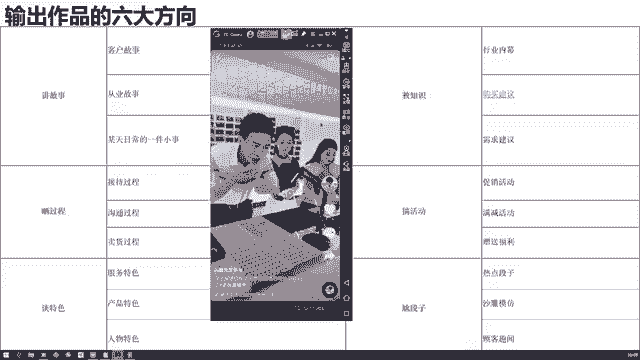 输出作品的六大方向
讲故事
客户故事
从业故事
某天日常的一件小事
晒过程
接待过程
沟通过程
卖货过程
谈特色
服务特色
产品特色
人物特色
教知识
行业内幕
购买建议
需求建议
搞活动
促销活动
满减活动
赠送福利
搞段子
热点段子
沙雕模仿
顾客趣闻